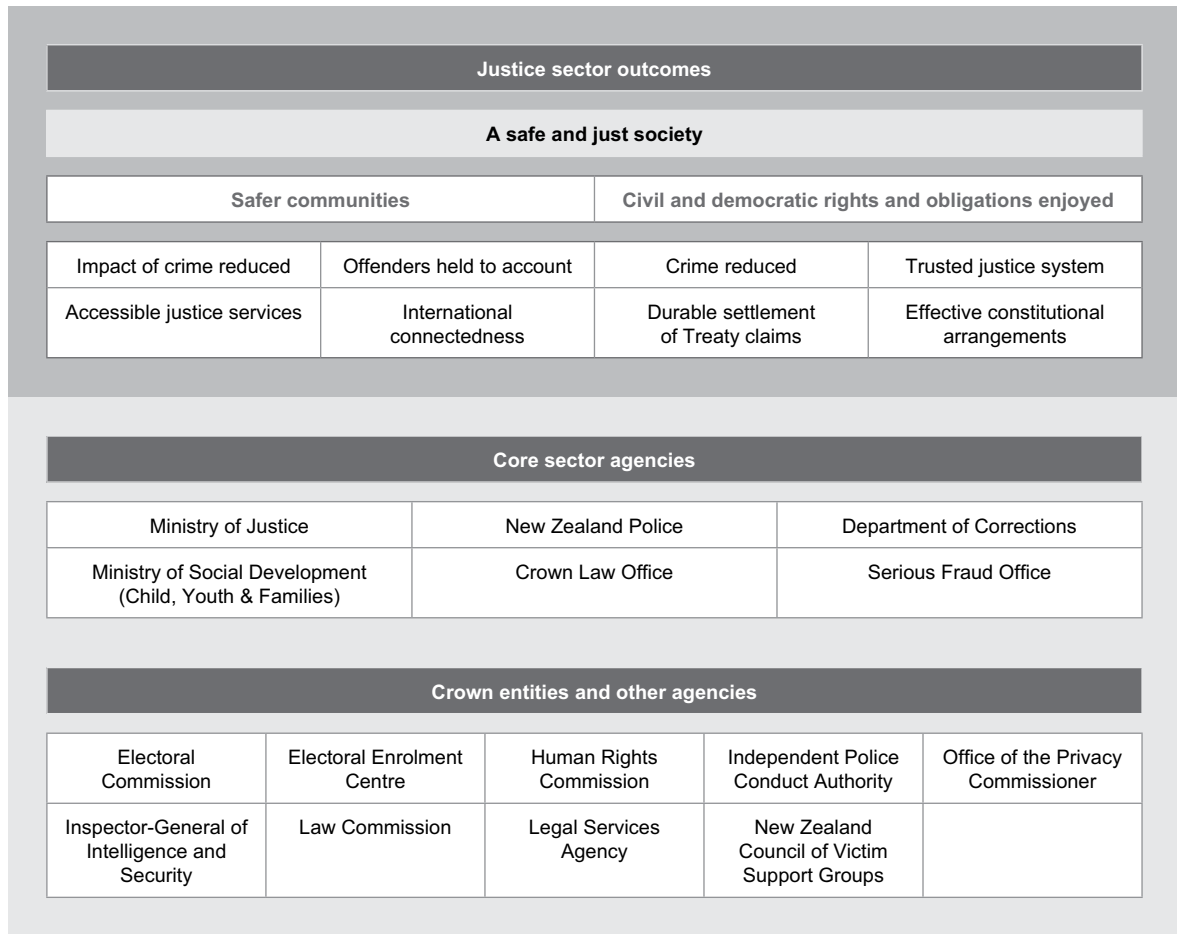 Justice sector outcomes
A safe and just society
Safer communities
Civil and democratic rights and obligations enjoyed
Impact of crime reduced
Offenders held to account
Crime reduced
Trusted justice system
Accessible justice services
International
connectedness
Durable settlement
of Treaty claims
Effective constitutional
arrangements
Core sector agencies
Ministry of Justice
New Zealand Police
Department of Corrections
Ministry of Social Development
(Child, Youth & Families)
Crown Law Office
Serious Fraud Office
Crown entities and other agencies
Electoral
Commission
Electoral Enrolment
Centre
Human Rights
Commission
Independent Police
Conduct Authority
Office of the Privacy
Commissioner
Inspector-General of
Intelligence and
Security
Law Commission
Legal Services
Agency
New Zealand
Council of Victim
Support Groups